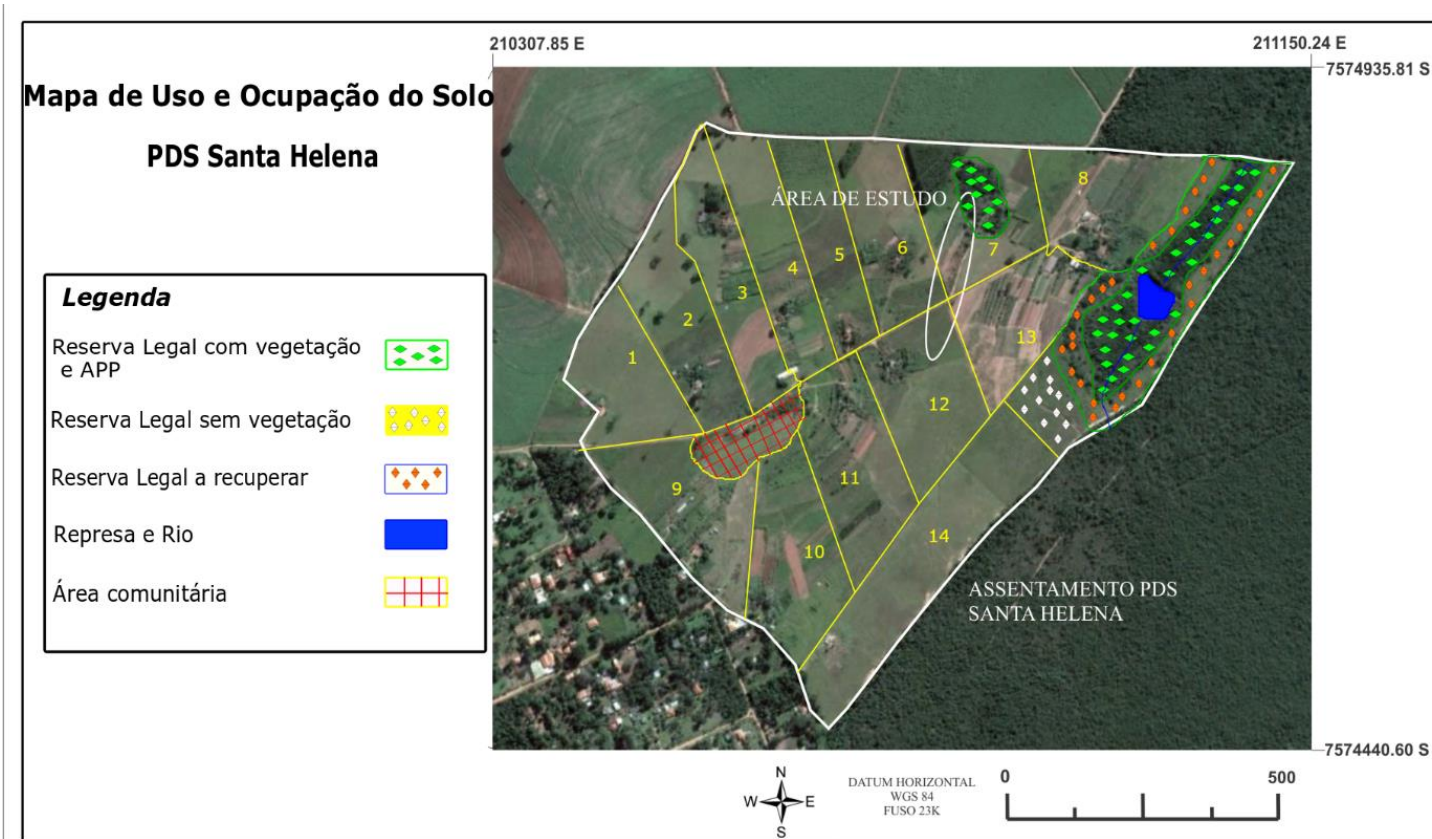 210307.85 E
211150.24 E
7574935.81 S
Mapa de Uso e Ocupação do Solo
PDS Santa Helena
Legenda
Reserva Legal com vegetação
e APP
Reserva Legal sem vegetação
Reserva Legal a recuperar
Represa e Rio
Área comunitária
ÁREA DE ESTUDO
1
2
3
4
5
6
7
8
9
10
11
12
13
14
ASSENTAMENTO PDS
SANTA HELENA
7574440.60 S
N
W
E
S
DATUM HORIZONTAL
WGS 84
FUSO 23K
0
500